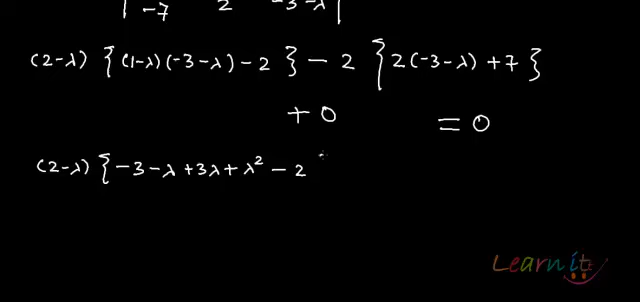 | -7 2 -3-λ |
(2-λ) {(1-λ)(-3-λ)-2} - 2 {2(-3-λ)+7}
+ 0 = 0
(2-λ) {-3-λ+3λ+λ² - 2
Learnit